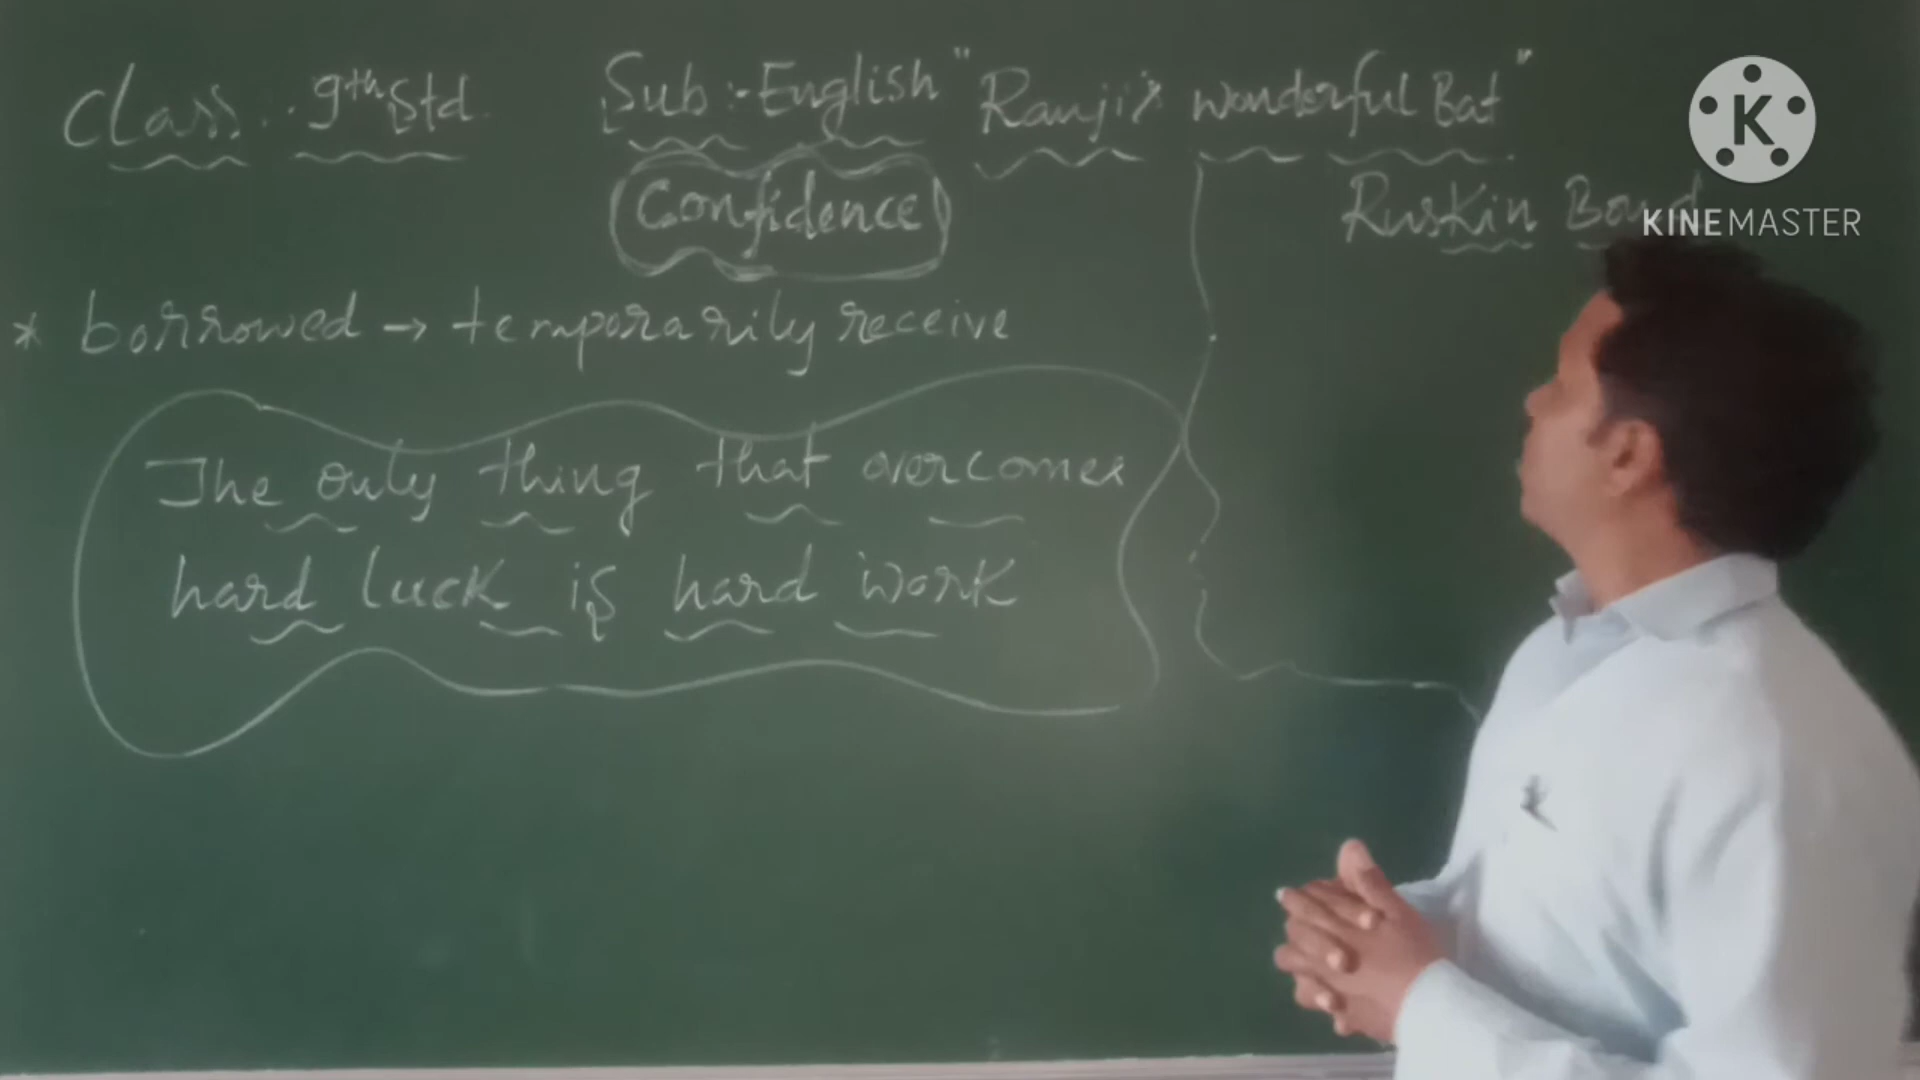 Class :- 9th Std Sub :- English "Ranji's wonderful Bat"
Confidence
Ruskin Bond
* borrowed → temporarily receive
The only thing that overcomes
hard luck is hard work
K
KINEMASTER